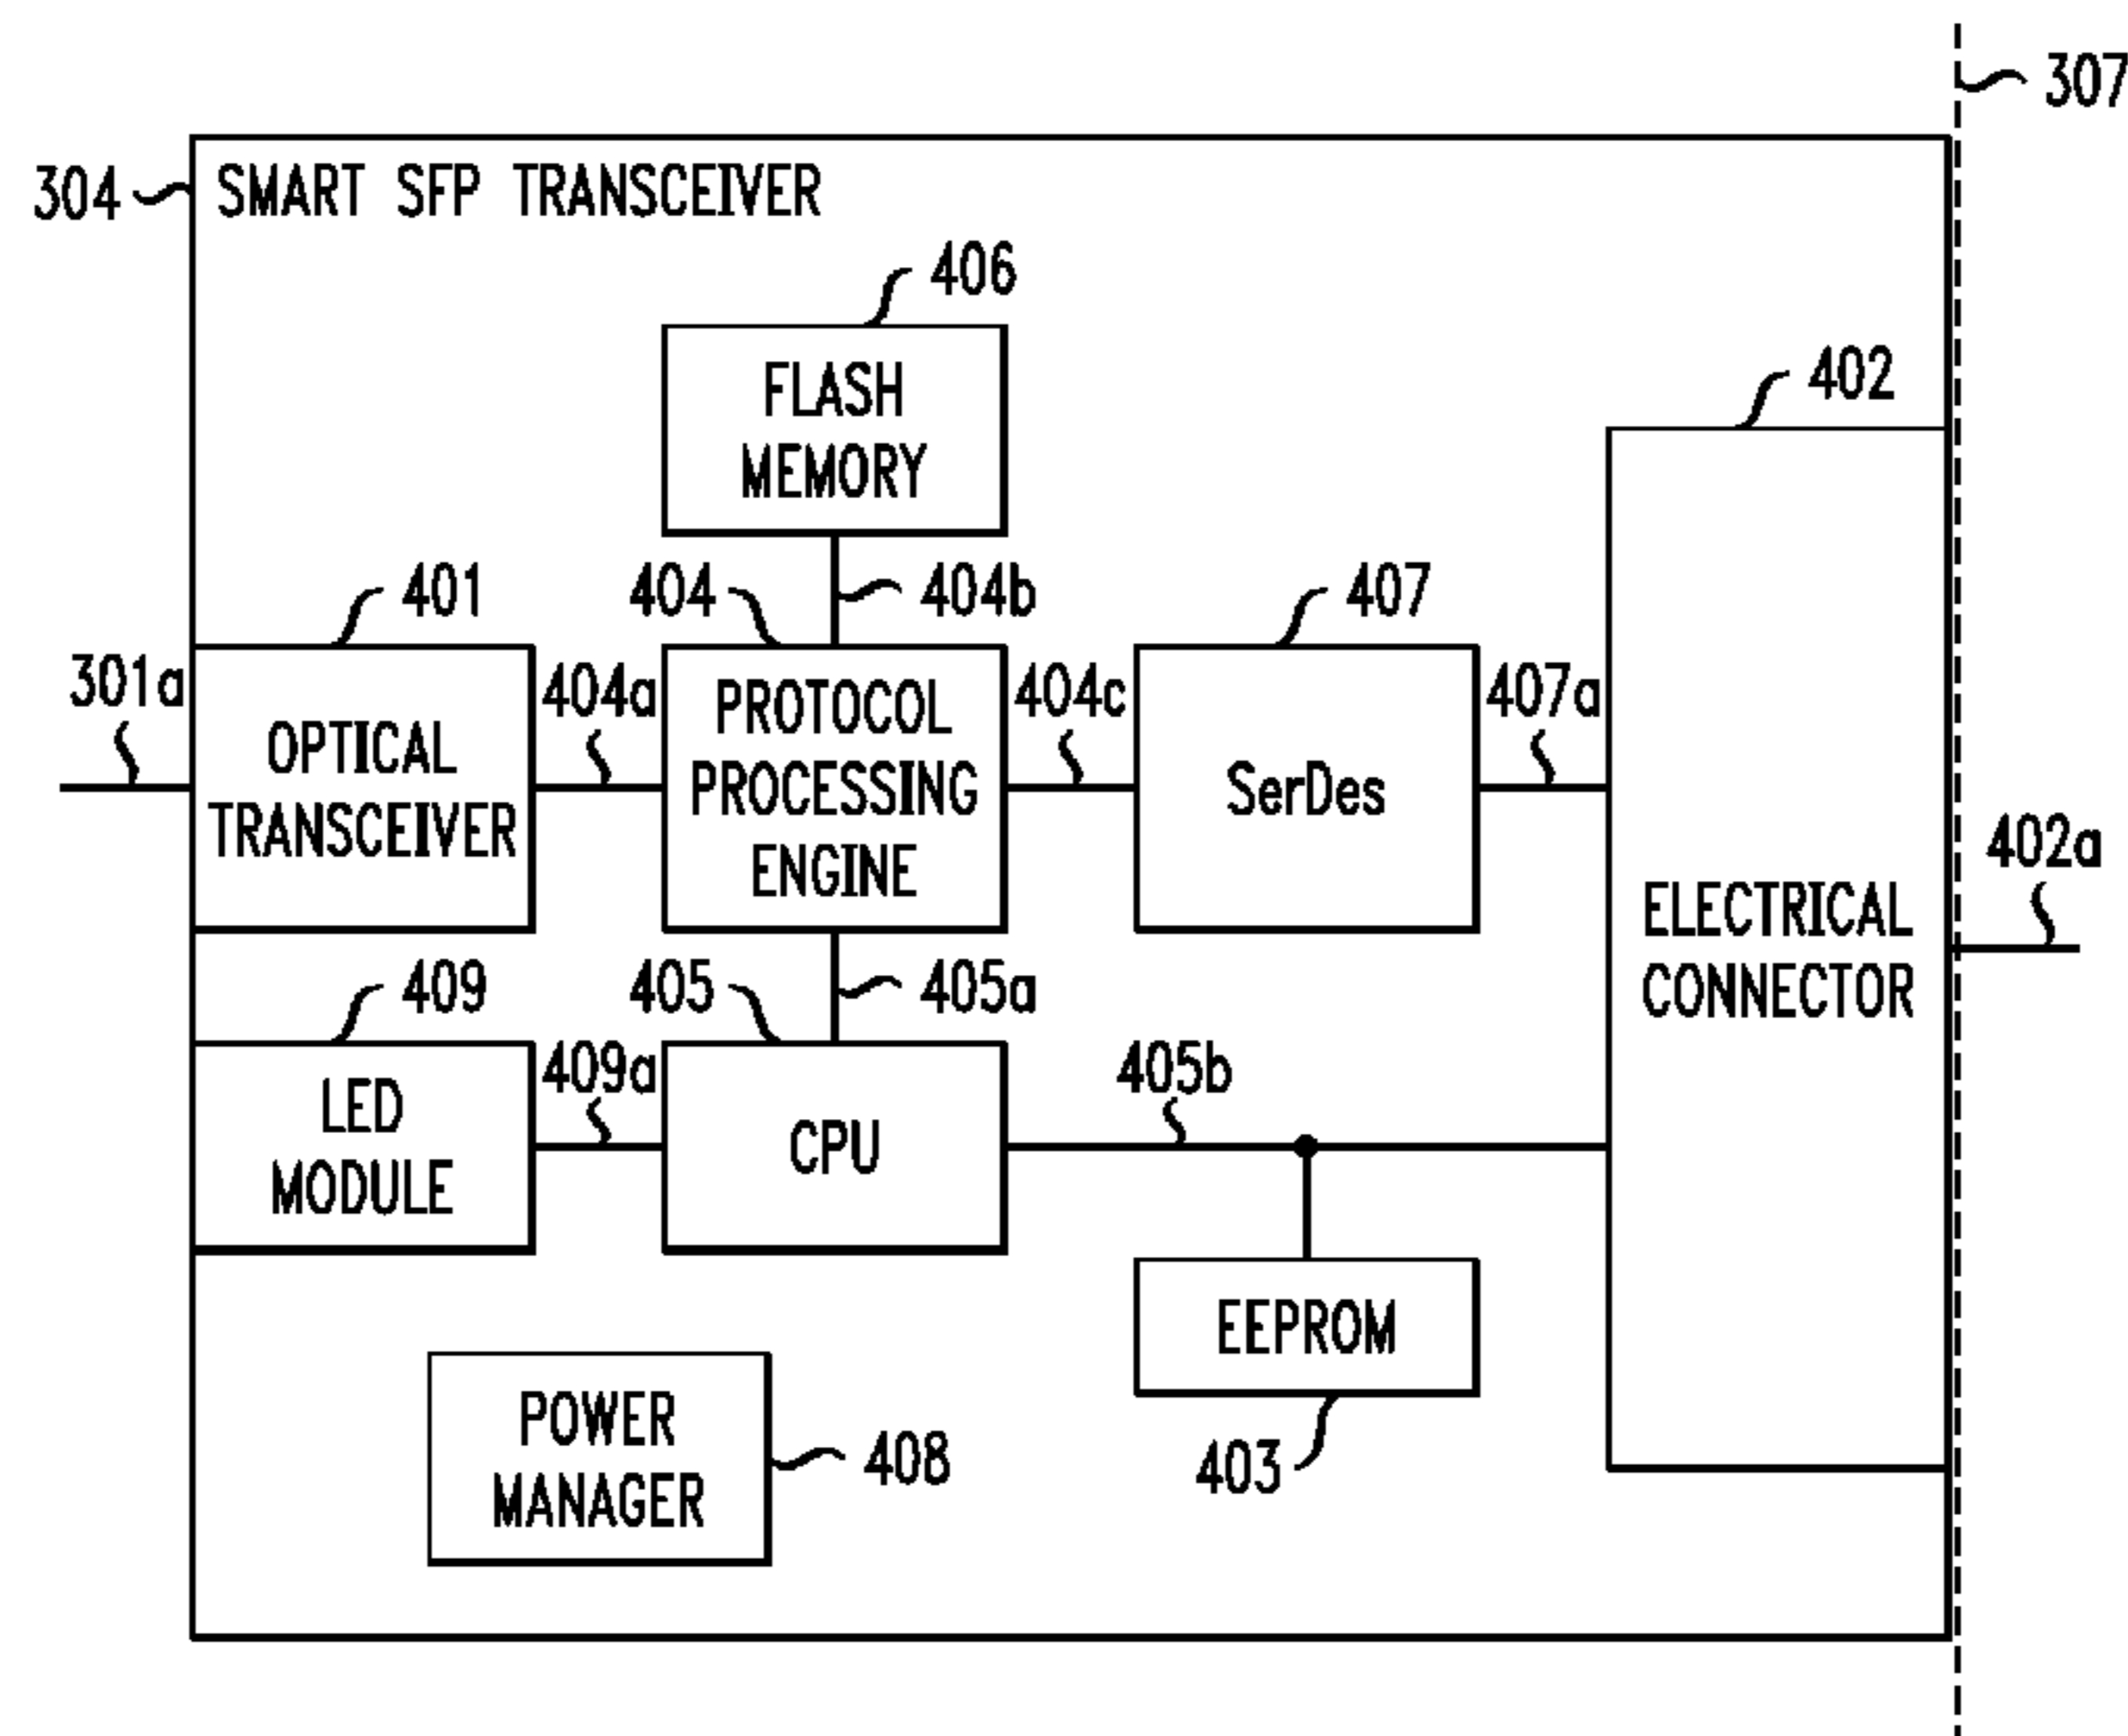 307
304
SMART SFP TRANSCEIVER
406
FLASH
MEMORY
402
401
404
404b
407
301a
404a
404c
407a
OPTICAL
TRANSCEIVER
PROTOCOL
PROCESSING
ENGINE
SerDes
402a
ELECTRICAL
CONNECTOR
409
405
405a
409a
405b
LED
MODULE
CPU
EEPROM
403
POWER
MANAGER
408